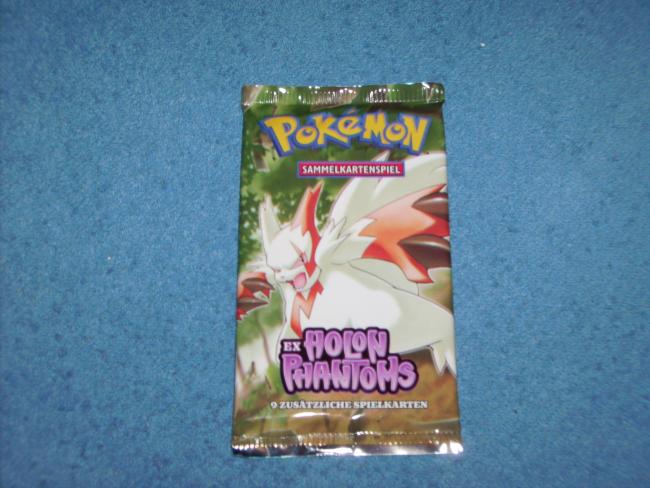 POKéMON
SAMMELKARTENSPIEL
EX HOLON
PHANTOMS
9 ZUSÄTZLICHE SPIELKARTEN